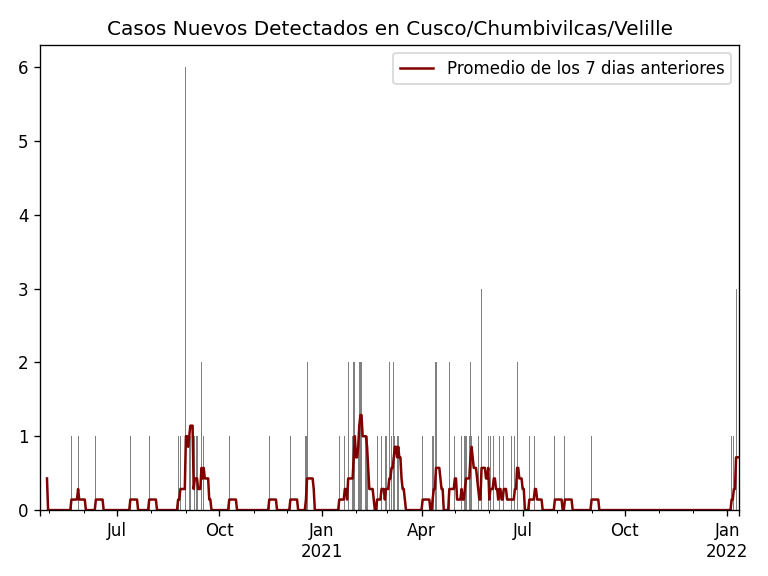 Casos Nuevos Detectados en Cusco/Chumbivilcas/Velille
Promedio de los 7 dias anteriores
6
5
4
3
2
1
0
Jul
Oct
Jan
2021
Apr
Jul
Oct
Jan
2022